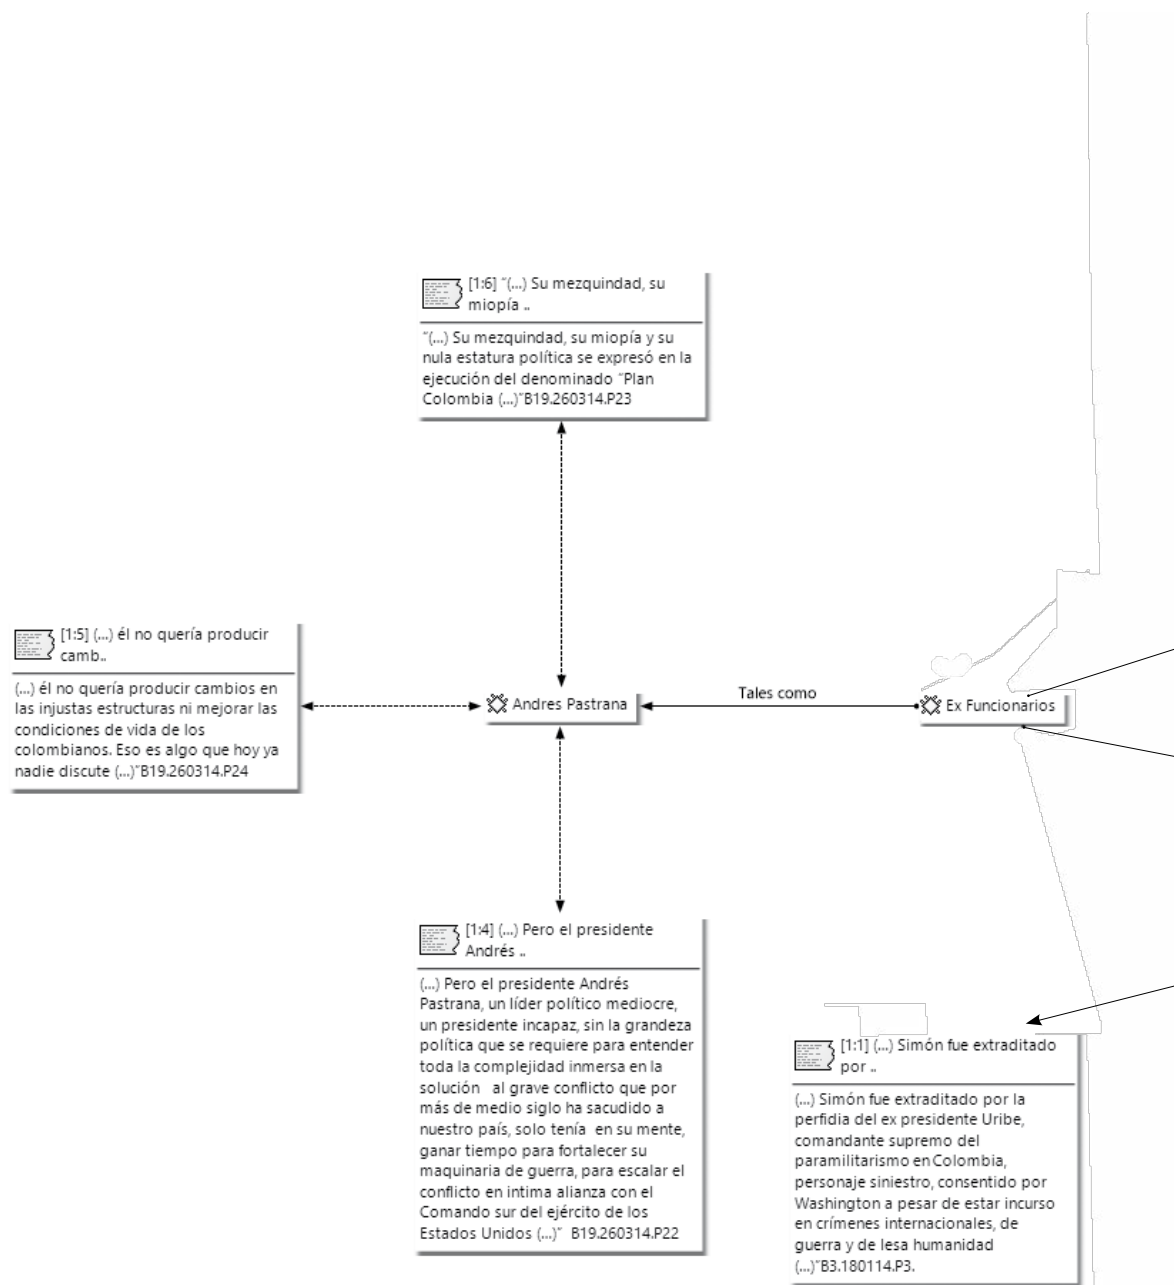 [1:6] "(...) Su mezquindad, su
miopía ..
"(...) Su mezquindad, su miopía y su
nula estatura política se expresó en la
ejecución del denominado "Plan
Colombia (...)"B19.260314.P23
[1:5] (...) él no quería producir
camb..
(...) él no quería producir cambios en
las injustas estructuras ni mejorar las
condiciones de vida de los
colombianos. Eso es algo que hoy ya
nadie discute (...)"B19.260314.P24
Andres Pastrana
Tales como
Ex Funcionarios
[1:4] (...) Pero el presidente
Andrés ..
(...) Pero el presidente Andrés
Pastrana, un líder político mediocre,
un presidente incapaz, sin la grandeza
política que se requiere para entender
toda la complejidad inmersa en la
solución al grave conflicto que por
más de medio siglo ha sacudido a
nuestro país, solo tenía en su mente,
ganar tiempo para fortalecer su
maquinaria de guerra, para escalar el
conflicto en intima alianza con el
Comando sur del ejército de los
Estados Unidos (...)" B19.260314.P22
[1:1] (...) Simón fue extraditado
por ..
(...) Simón fue extraditado por la
perfidia del ex presidente Uribe,
comandante supremo del
paramilitarismo en Colombia,
personaje siniestro, consentido por
Washington a pesar de estar incurso
en crímenes internacionales, de
guerra y de lesa humanidad
(...)"B3.180114.P3.